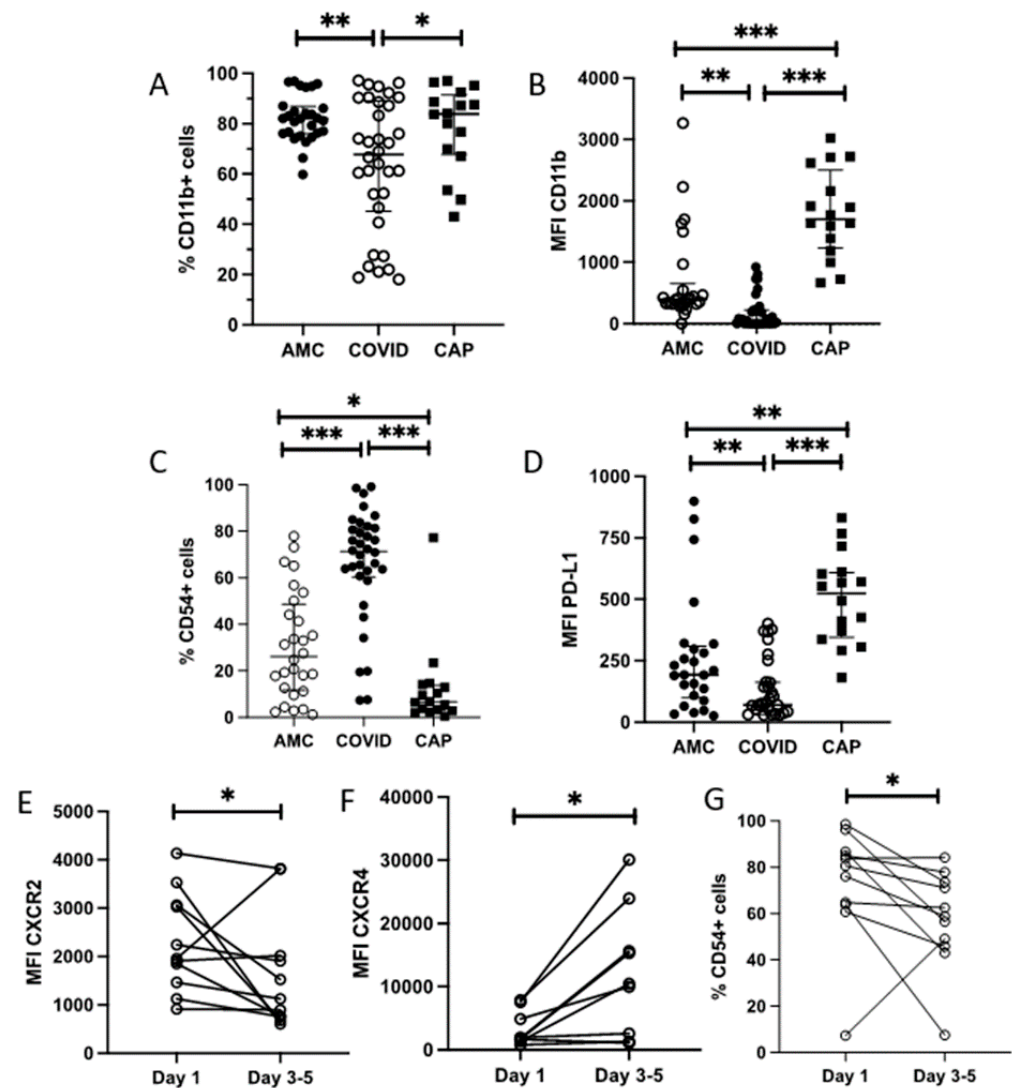 ** *
A
% CD11b+ cells
100
80
60
40
20
0
AMC COVID CAP
***
** ***
B
MFI CD11b
4000
3000
2000
1000
0
AMC COVID CAP
*
*** ***
C
% CD54+ cells
100
80
60
40
20
0
AMC COVID CAP
**
** ***
D
MFI PD-L1
1000
750
500
250
0
AMC COVID CAP
E
*
MFI CXCR2
5000
4000
3000
2000
1000
0
Day 1 Day 3-5
F
*
MFI CXCR4
40000
30000
20000
10000
0
Day 1 Day 3-5
G
*
% CD54+ cells
100
80
60
40
20
0
Day 1 Day 3-5